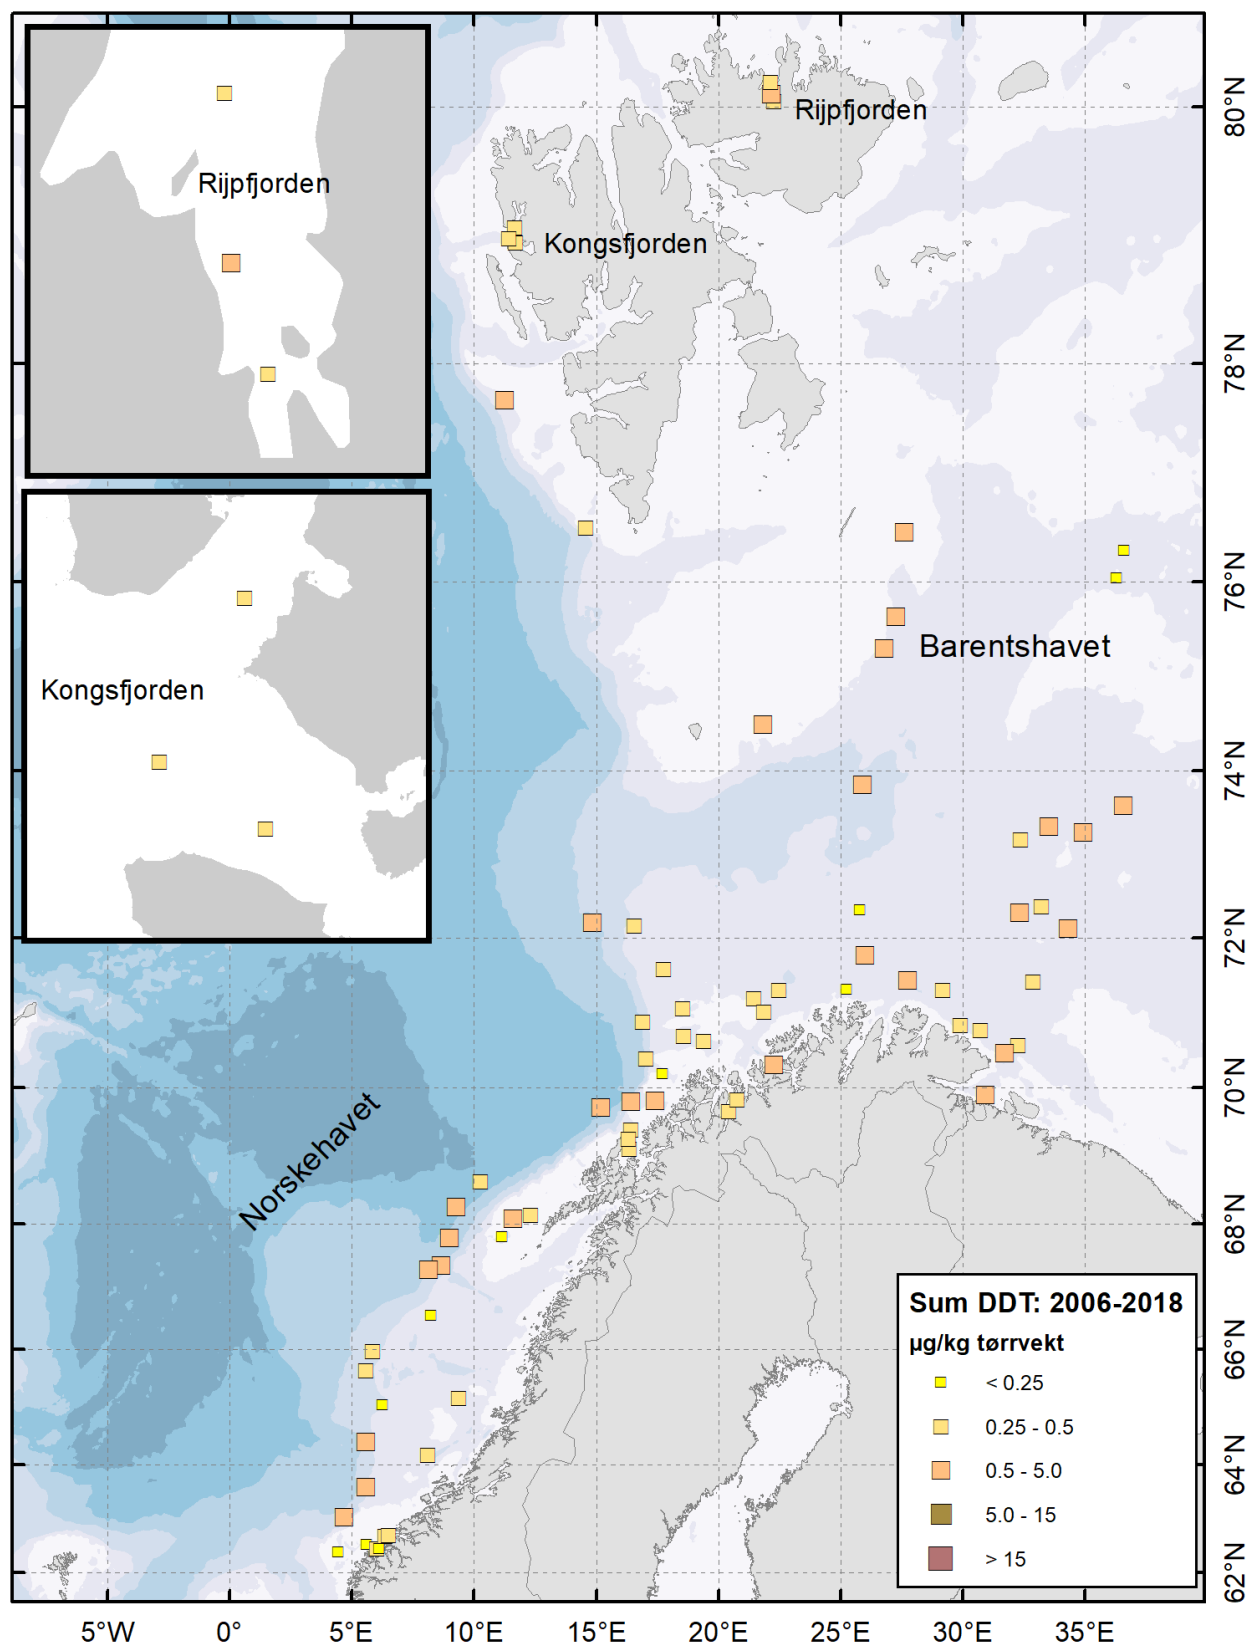 Rijpfjorden
Kongsfjorden
Rijpfjorden
Kongsfjorden
Barentshavet
Norskehavet
80°N
78°N
76°N
74°N
72°N
70°N
68°N
66°N
64°N
62°N
Sum DDT: 2006-2018
µg/kg tørrvekt
< 0.25
0.25 - 0.5
0.5 - 5.0
5.0 - 15
> 15
5°W 0° 5°E 10°E 15°E 20°E 25°E 30°E 35°E